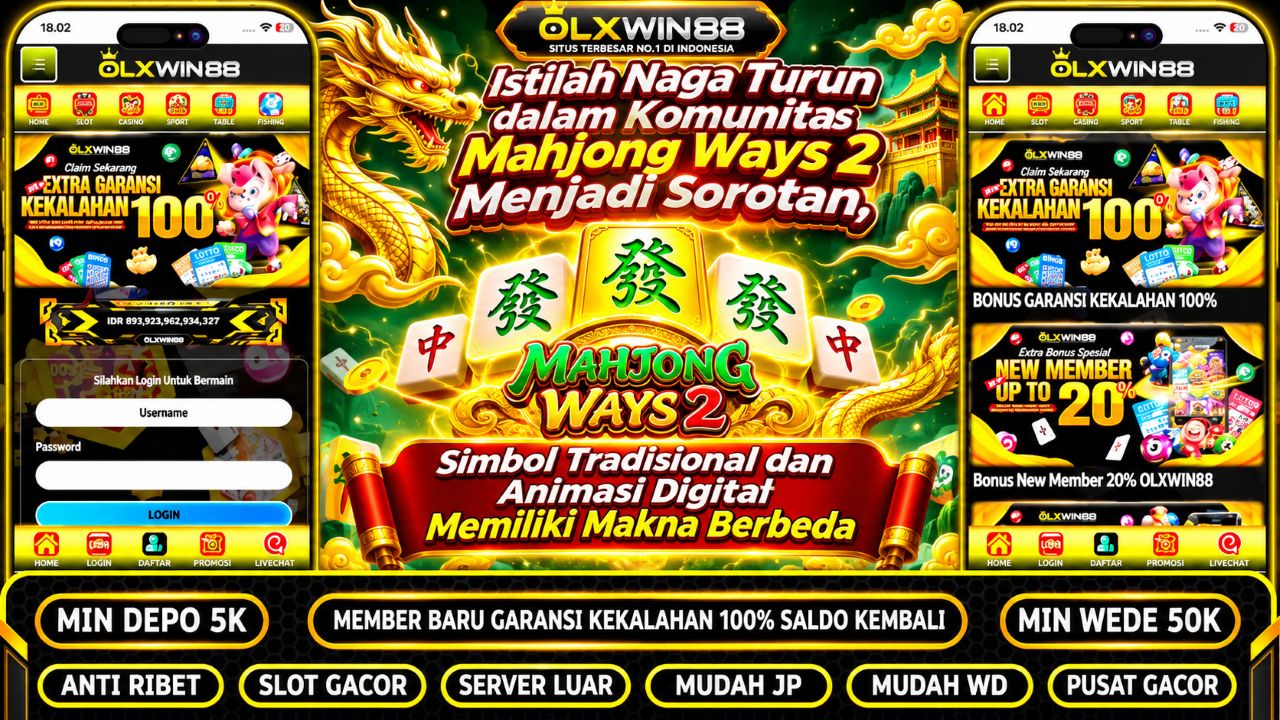 OLXWIN88
SITUS TERBESAR NO.1 DI INDONESIA
Istilah Naga Turun
dalam Komunitas
Mahjong Ways 2
Menjadi Sorotan,
發
發
發
中
中
MAHJONG
WAYS 2
Simbol Tradisional dan
Animasi Digital
Memiliki Makna Berbeda
18.02
20
OLXWIN88
HOME SLOT CASINO SPORT TABLE FISHING
OLXWIN88
Claim Sekarang
EXTRA GARANSI
KEKALAHAN 100%
BINGO
LOTTO
IDR 893,923,962,934,327
OLXWIN88
Silahkan Login Untuk Bermain
Username
Password
LOGIN
HOME LOGIN DAFTAR PROMOSI LIVECHAT
18.02
20
OLXWIN88
HOME SLOT CASINO SPORT TABLE FISHING
OLXWIN88
Claim Sekarang
EXTRA GARANSI
KEKALAHAN 100%
BINGO
LOTTO
BONUS GARANSI KEKALAHAN 100%
OLXWIN88
Extra Bonus Spesial
NEW MEMBER
UP TO 20%
Bonus New Member 20% OLXWIN88
OLXWIN88
HOME LOGIN DAFTAR PROMOSI LIVECHAT
MIN DEPO 5K
MEMBER BARU GARANSI KEKALAHAN 100% SALDO KEMBALI
MIN WEDE 50K
ANTI RIBET
SLOT GACOR
SERVER LUAR
MUDAH JP
MUDAH WD
PUSAT GACOR